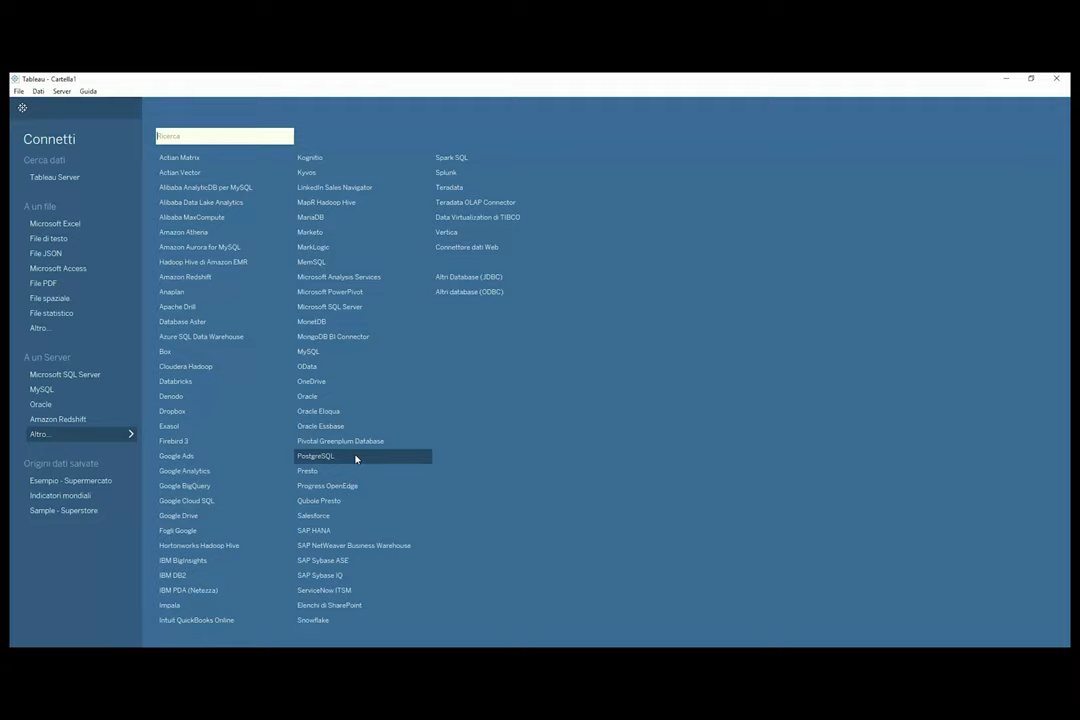 Tableau - Cartella1
File Dati Server Guida
Connetti
Cerca dati
Tableau Server
A un file
Microsoft Excel
File di testo
File JSON
Microsoft Access
File PDF
File spaziale
File statistico
Altro...
A un Server
Microsoft SQL Server
MySQL
Oracle
Amazon Redshift
Altro...
Origini dati salvate
Esempio - Supermercato
Indicatori mondiali
Sample - Superstore
Ricerca
Actian Matrix
Actian Vector
Alibaba AnalyticDB per MySQL
Alibaba Data Lake Analytics
Alibaba MaxCompute
Amazon Athena
Amazon Aurora for MySQL
Hadoop Hive di Amazon EMR
Amazon Redshift
Anaplan
Apache Drill
Database Aster
Azure SQL Data Warehouse
Box
Cloudera Hadoop
Databricks
Denodo
Dropbox
Exasol
Firebird 3
Google Ads
Google Analytics
Google BigQuery
Google Cloud SQL
Google Drive
Fogli Google
Hortonworks Hadoop Hive
IBM BigInsights
IBM DB2
IBM PDA (Netezza)
Impala
Intuit QuickBooks Online
Kognitio
Kyvos
LinkedIn Sales Navigator
MapR Hadoop Hive
MariaDB
Marketo
MarkLogic
MemSQL
Microsoft Analysis Services
Microsoft PowerPivot
Microsoft SQL Server
MonetDB
MongoDB BI Connector
MySQL
OData
OneDrive
Oracle
Oracle Eloqua
Oracle Essbase
Pivotal Greenplum Database
PostgreSQL
Presto
Progress OpenEdge
Qubole Presto
Salesforce
SAP HANA
SAP NetWeaver Business Warehouse
SAP Sybase ASE
SAP Sybase IQ
ServiceNow ITSM
Elenchi di SharePoint
Snowflake
Spark SQL
Splunk
Teradata
Teradata OLAP Connector
Data Virtualization di TIBCO
Vertica
Connettore dati Web
Altri Database (JDBC)
Altri database (ODBC)